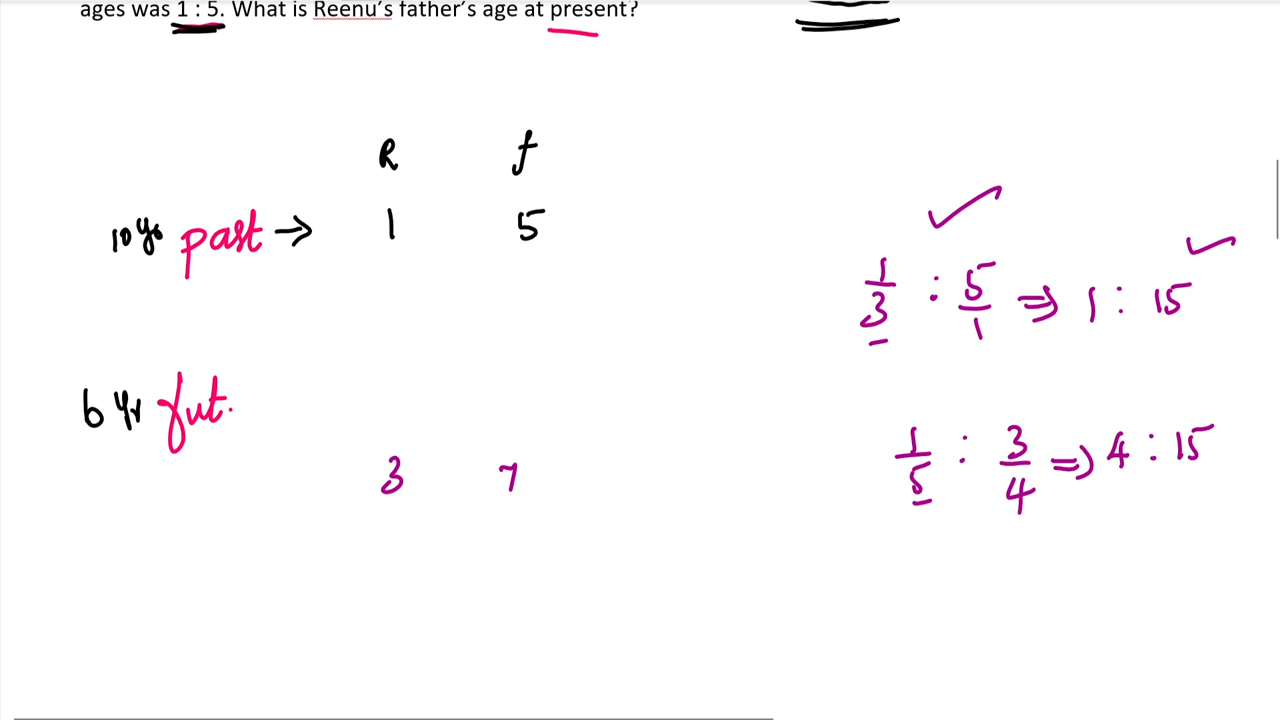 ages was 1 : 5. What is Reenu's father's age at present?
R f
10 yr past → 1 5
1/3 : 5/1 ⇒ 1 : 15
6 yr fut.
3 7
1/5 : 3/4 ⇒ 4 : 15